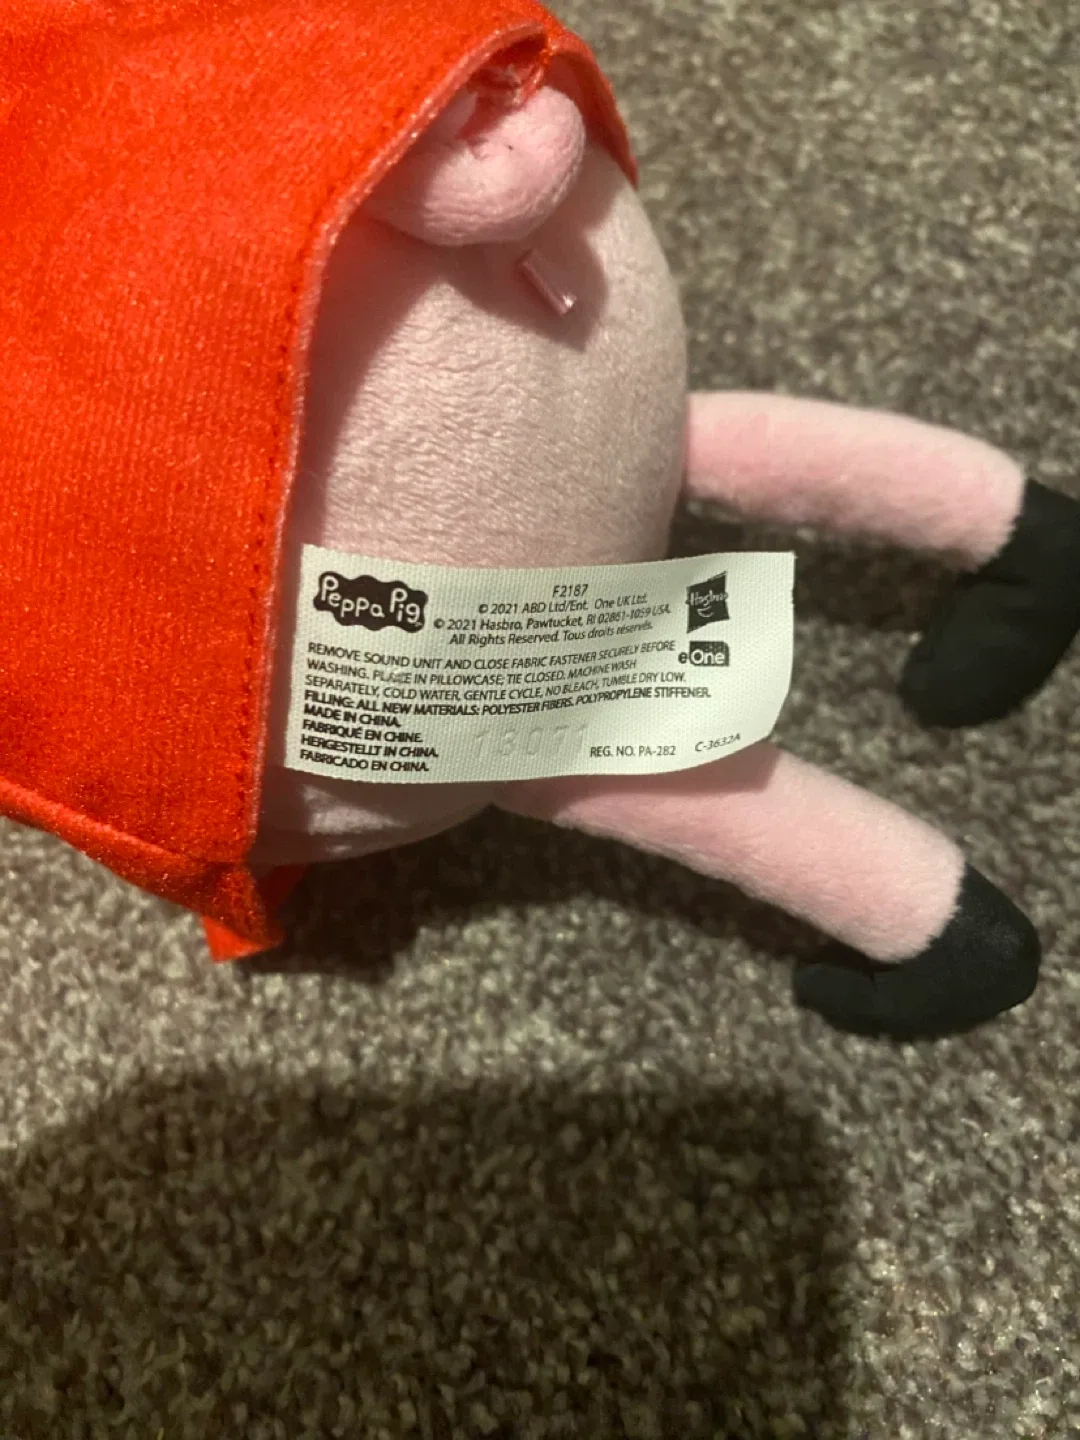 Peppa Pig
F2187
© 2021 ABD Ltd/Ent. One UK Ltd.
© 2021 Hasbro, Pawtucket, RI 02861-1059 USA.
All Rights Reserved. Tous droits réservés.
Hasbro
eOne
REMOVE SOUND UNIT AND CLOSE FABRIC FASTENER SECURELY BEFORE
WASHING. PLACE IN PILLOWCASE; TIE CLOSED. MACHINE WASH
SEPARATELY, COLD WATER, GENTLE CYCLE, NO BLEACH, TUMBLE DRY LOW.
FILLING: ALL NEW MATERIALS: POLYESTER FIBERS. POLYPROPYLENE STIFFENER.
MADE IN CHINA.
FABRIQUÉ EN CHINE.
HERGESTELLT IN CHINA.
FABRICADO EN CHINA.
13071
REG. NO. PA-282
C-3632A